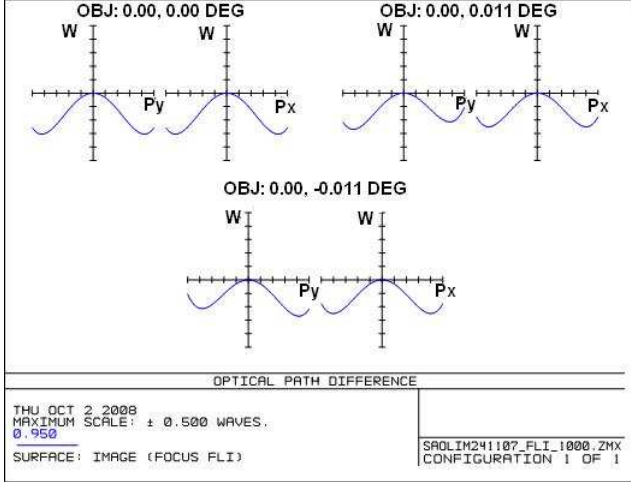 OBJ: 0.00, 0.00 DEG
OBJ: 0.00, 0.011 DEG
W W W W
Py Px Py Px
OBJ: 0.00, -0.011 DEG
W W
Py Px
OPTICAL PATH DIFFERENCE
THU OCT 2 2008
MAXIMUM SCALE: ± 0.500 WAVES.
0.950
SURFACE: IMAGE (FOCUS FLI)
SAOLIM241107_FLI_1000.ZMX
CONFIGURATION 1 OF 1